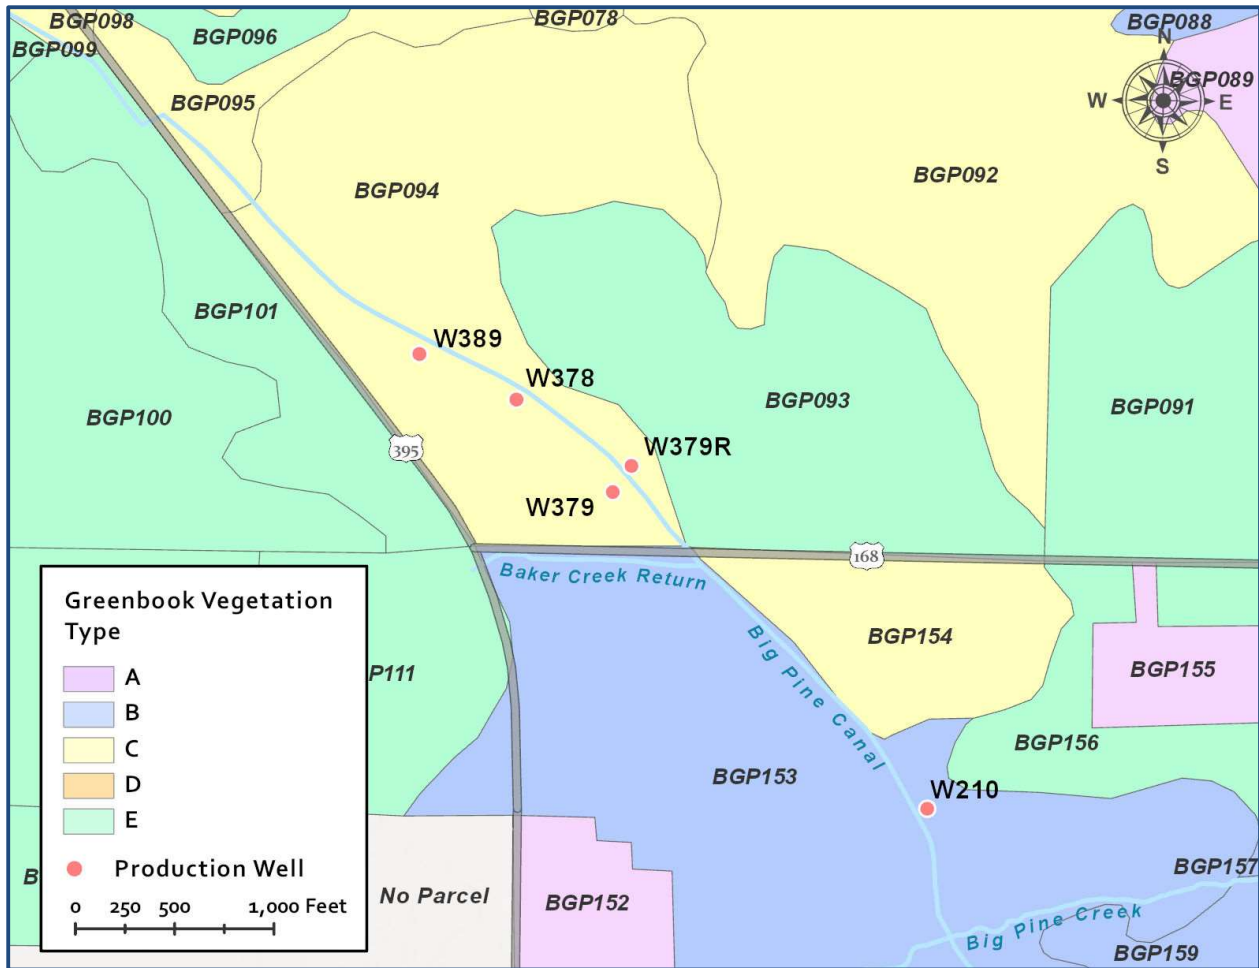 BGP098
BGP078
BGP088
N
BGP099
BGP096
BGP089
W
E
BGP095
S
BGP094
BGP092
BGP101
W389
W378
BGP093
BGP091
BGP100
395
W379R
W379
168
Baker Creek Return
Big Pine Canal
BGP154
BGP155
P111
BGP156
BGP153
W210
Greenbook Vegetation
Type
A
B
C
D
E
Production Well
0 250 500 1,000 Feet
B
No Parcel
BGP152
BGP157
Big Pine Creek
BGP159